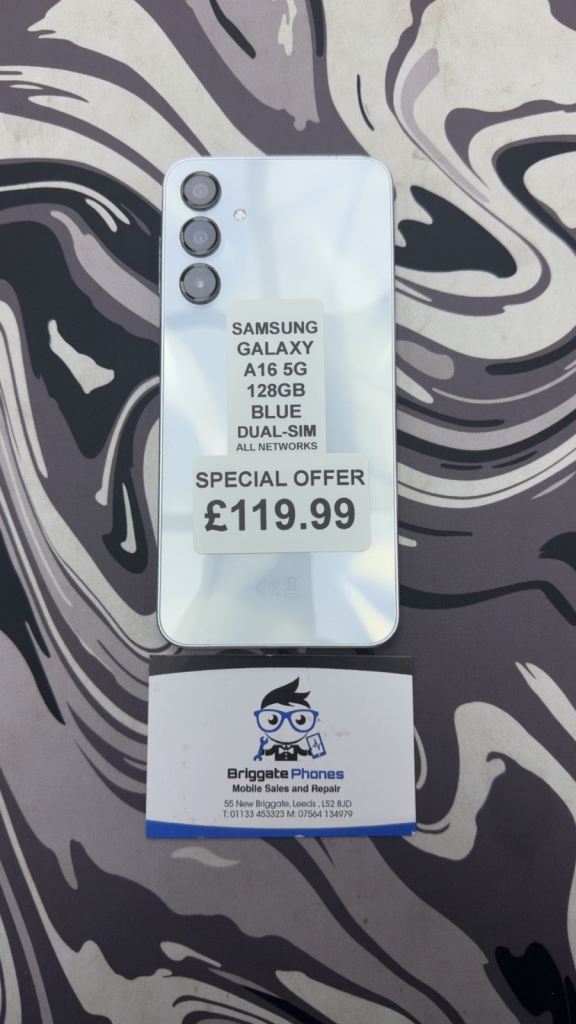 SAMSUNG
GALAXY
A16 5G
128GB
BLUE
DUAL-SIM
ALL NETWORKS
SPECIAL OFFER
£119.99
CE
Briggate Phones
Mobile Sales and Repair
55 New Briggate, Leeds , LS2 8JD
T: 01133 453323 M: 07564 134979